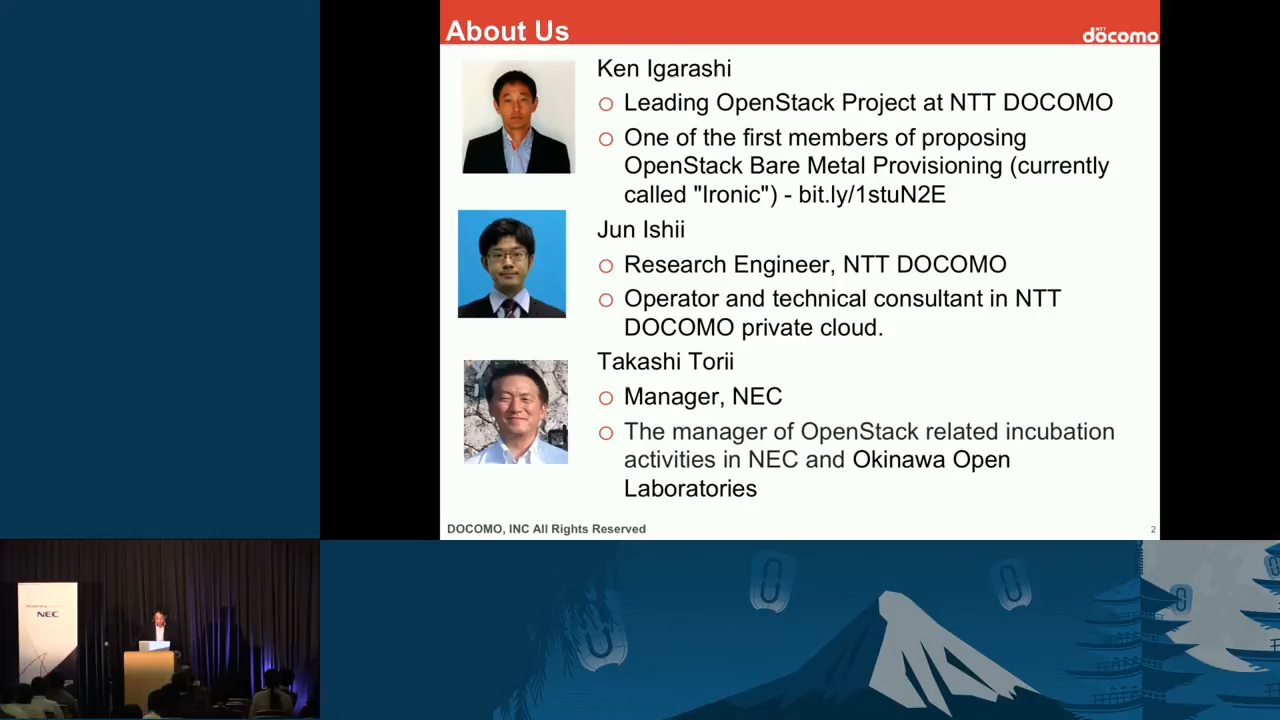 About Us
NTT
docomo
Ken Igarashi
Leading OpenStack Project at NTT DOCOMO
One of the first members of proposing
OpenStack Bare Metal Provisioning (currently
called "Ironic") - bit.ly/1stuN2E
Jun Ishii
Research Engineer, NTT DOCOMO
Operator and technical consultant in NTT
DOCOMO private cloud.
Takashi Torii
Manager, NEC
The manager of OpenStack related incubation
activities in NEC and Okinawa Open
Laboratories
DOCOMO, INC All Rights Reserved
2
NEC